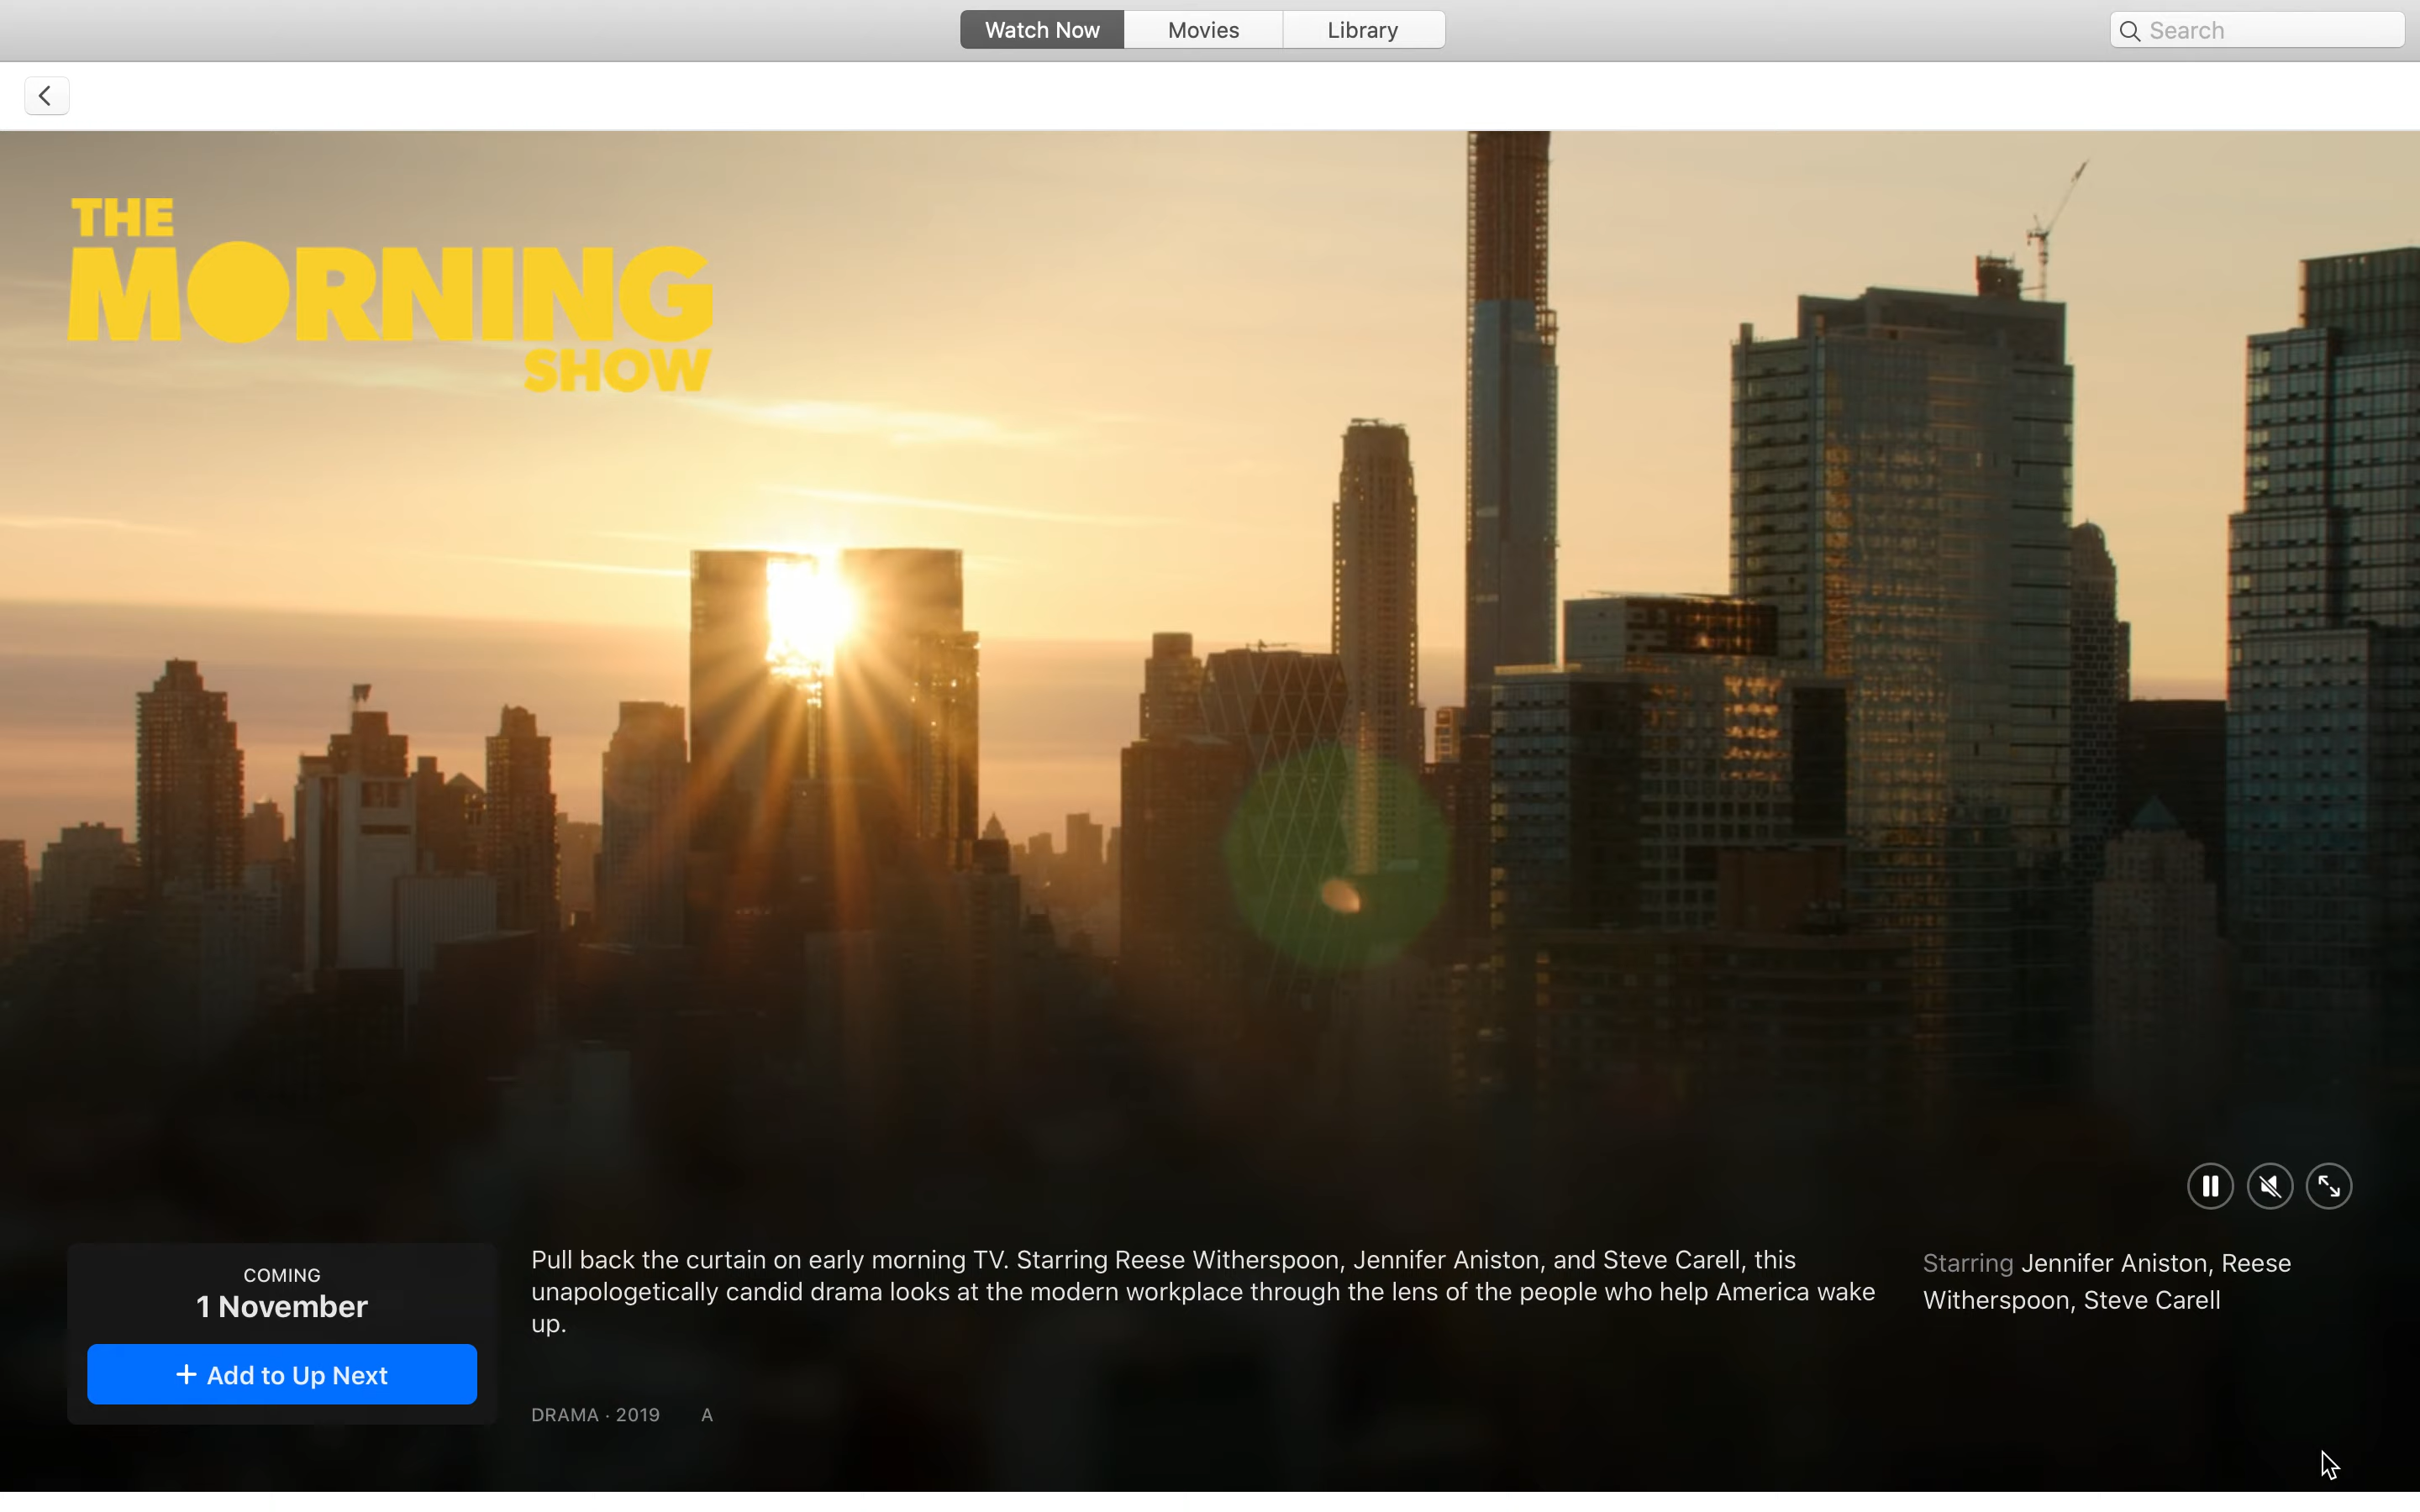 Watch Now
Movies
Library
Search
THE
MORNING
SHOW
COMING
1 November
+ Add to Up Next
Pull back the curtain on early morning TV. Starring Reese Witherspoon, Jennifer Aniston, and Steve Carell, this
unapologetically candid drama looks at the modern workplace through the lens of the people who help America wake
up.
DRAMA · 2019 A
Starring Jennifer Aniston, Reese
Witherspoon, Steve Carell